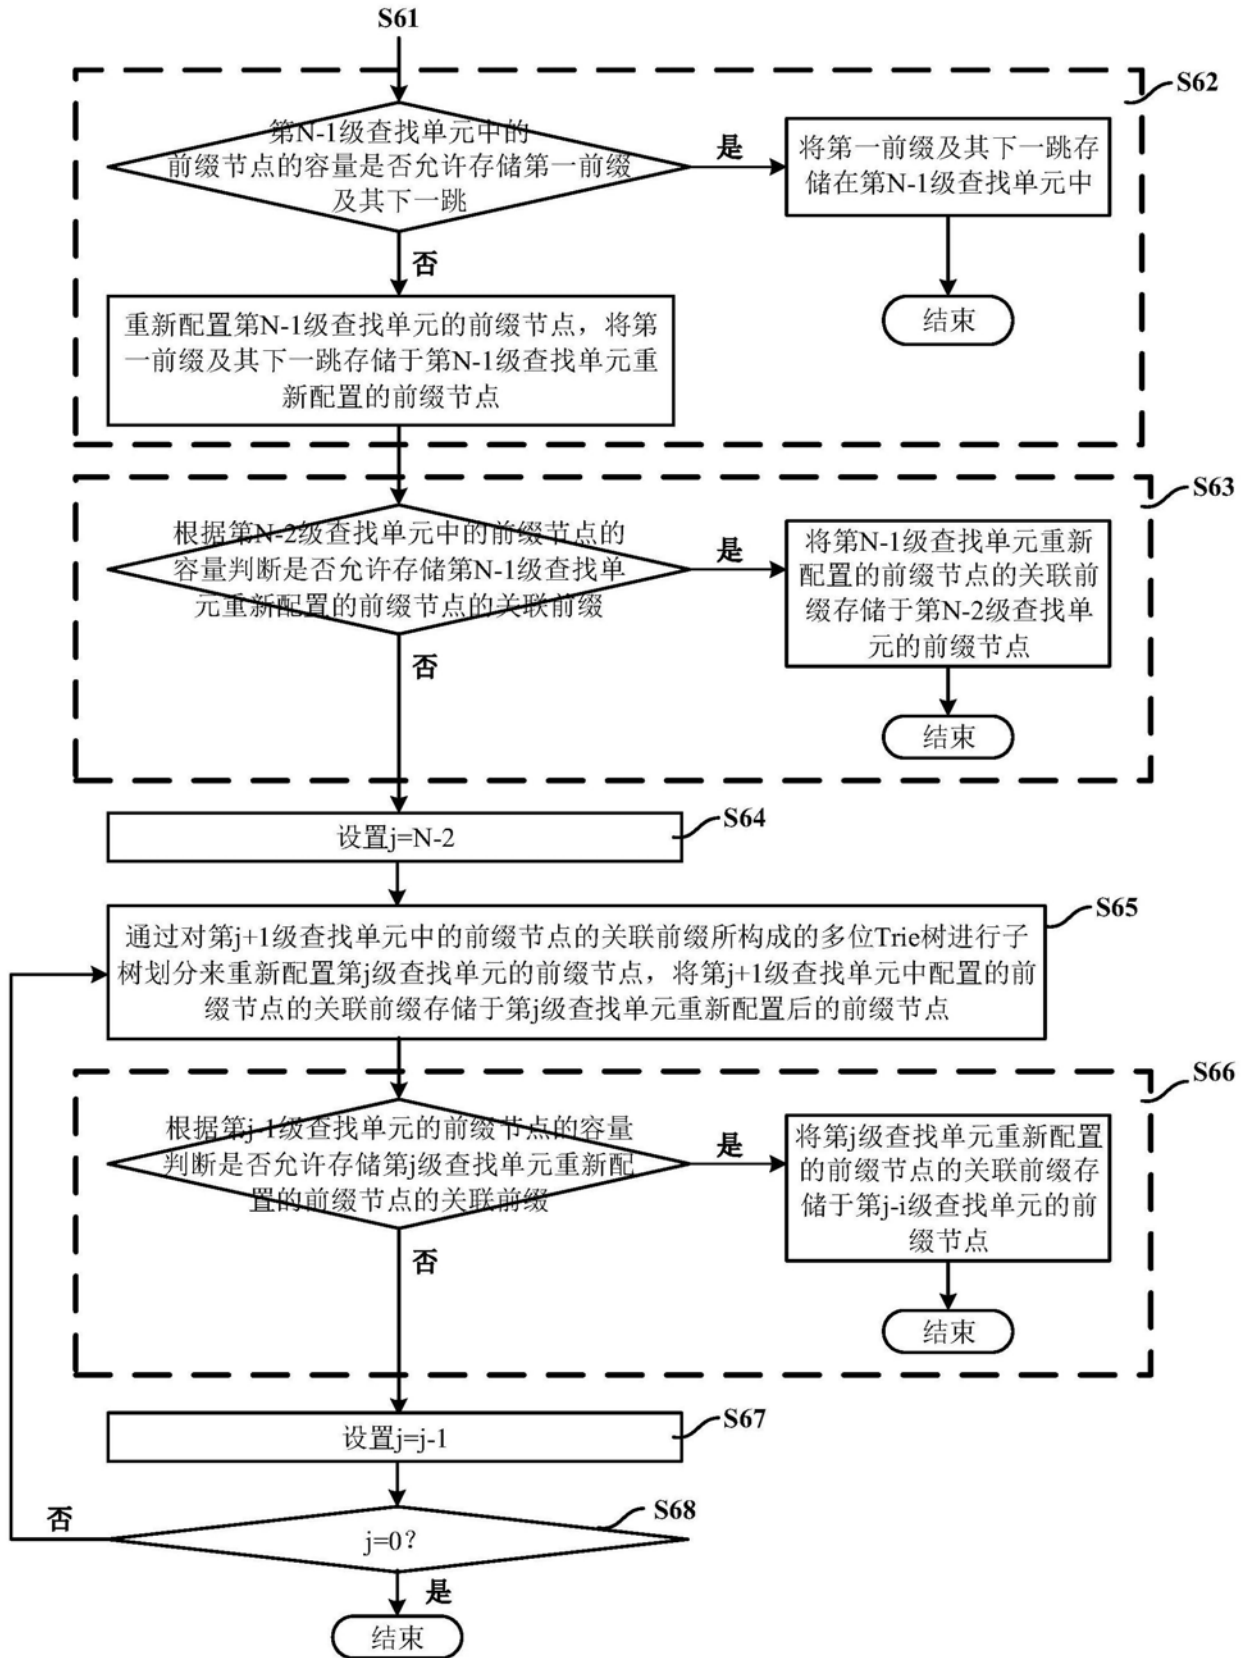 S61
S62
第N-1级查找单元中的
前缀节点的容量是否允许存储第一前缀
及其下一跳
是
将第一前缀及其下一跳存
储在第N-1级查找单元中
否
结束
重新配置第N-1级查找单元的前缀节点，将第
一前缀及其下一跳存储于第N-1级查找单元重
新配置的前缀节点
S63
根据第N-2级查找单元中的前缀节点的
容量判断是否允许存储第N-1级查找单
元重新配置的前缀节点的关联前缀
是
将第N-1级查找单元重新
配置的前缀节点的关联前
缀存储于第N-2级查找单
元的前缀节点
否
结束
设置j=N-2
S64
S65
通过对第j+1级查找单元中的前缀节点的关联前缀所构成的多位Trie树进行子
树划分来重新配置第j级查找单元的前缀节点，将第j+1级查找单元中配置的前
缀节点的关联前缀存储于第j级查找单元重新配置后的前缀节点
S66
根据第j-1级查找单元的前缀节点的容量
判断是否允许存储第j级查找单元重新配
置的前缀节点的关联前缀
是
将第j级查找单元重新配置
的前缀节点的关联前缀存
储于第j-i级查找单元的前
缀节点
否
结束
设置j=j-1
S67
S68
j=0?
否
是
结束